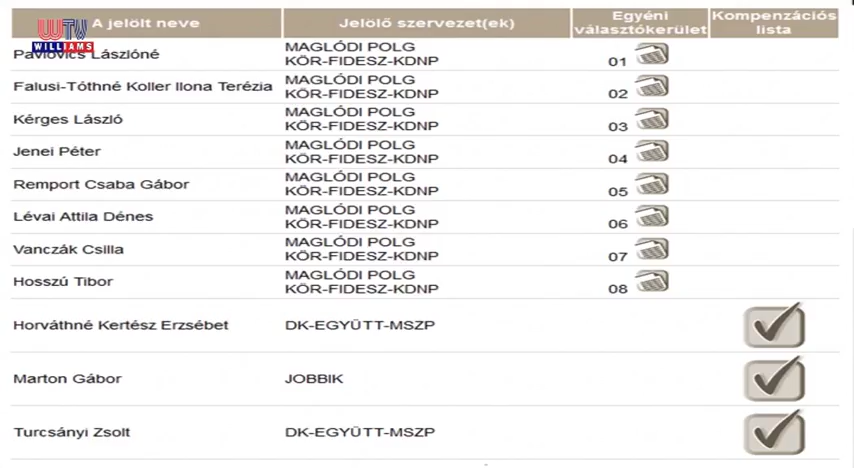 WTV
WILLIAMS
A jelölt neve
Jelölő szervezet(ek)
Egyéni
választókerület
Kompenzációs
lista
Pavlovics Lászlóné
MAGLÓDI POLG
KÖR-FIDESZ-KDNP
01
Falusi-Tóthné Koller Ilona Terézia
MAGLÓDI POLG
KÖR-FIDESZ-KDNP
02
Kérges László
MAGLÓDI POLG
KÖR-FIDESZ-KDNP
03
Jenei Péter
MAGLÓDI POLG
KÖR-FIDESZ-KDNP
04
Remport Csaba Gábor
MAGLÓDI POLG
KÖR-FIDESZ-KDNP
05
Lévai Attila Dénes
MAGLÓDI POLG
KÖR-FIDESZ-KDNP
06
Vanczák Csilla
MAGLÓDI POLG
KÖR-FIDESZ-KDNP
07
Hosszú Tibor
MAGLÓDI POLG
KÖR-FIDESZ-KDNP
08
Horváthné Kertész Erzsébet
DK-EGYÜTT-MSZP
Marton Gábor
JOBBIK
Turcsányi Zsolt
DK-EGYÜTT-MSZP